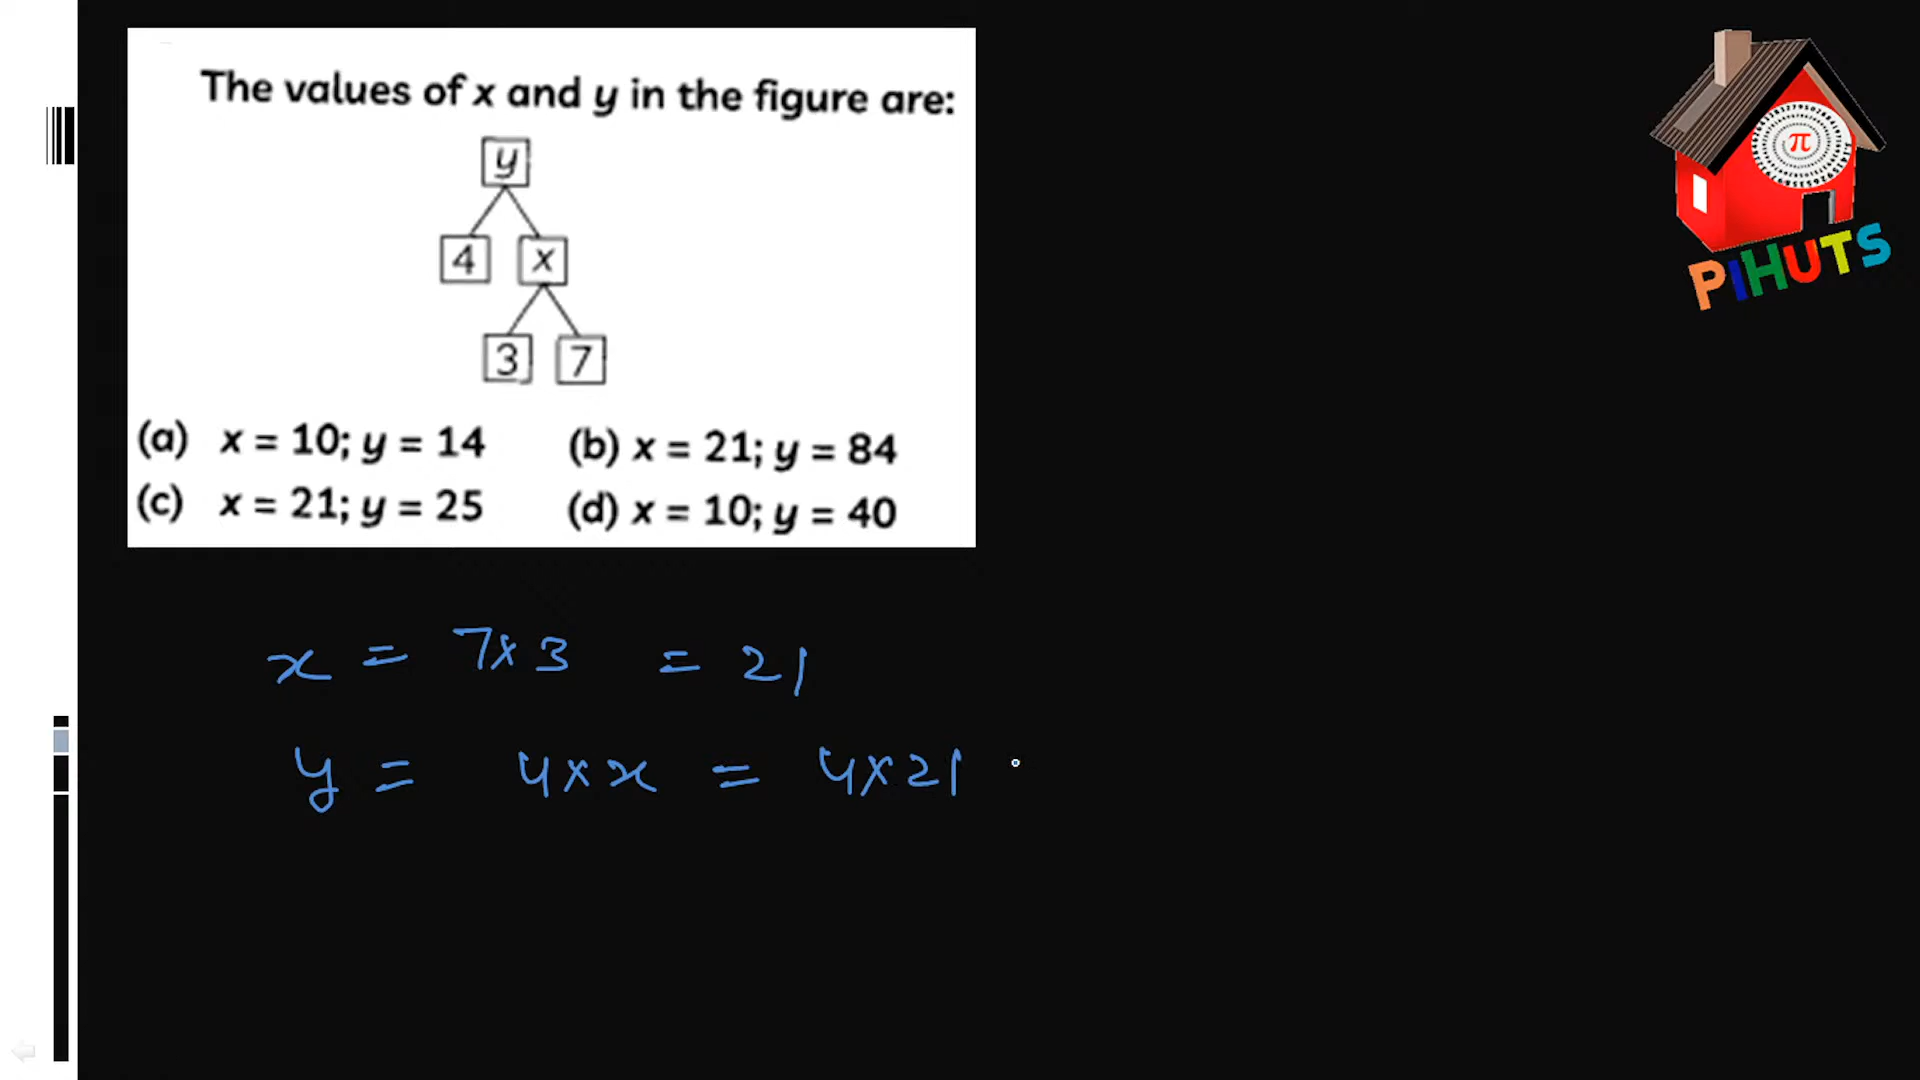 The values of x and y in the figure are:
y
4 x
3 7
(a) x = 10; y = 14 (b) x = 21; y = 84
(c) x = 21; y = 25 (d) x = 10; y = 40
x = 7x3 = 21
y = 4xx = 4x21
π
PIHUTS